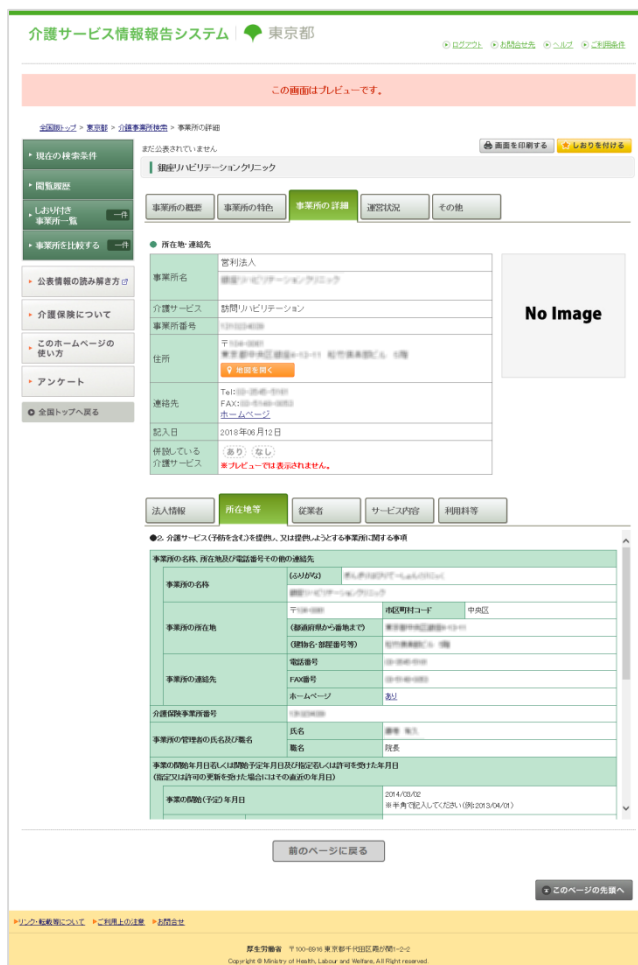 介護サービス情報報告システム 東京都
ログアウト お問合せ先 ヘルプ ご利用条件
この画面はプレビューです。
全国版トップ > 東京都 > 介護事業所検索 > 事業所の詳細
現在の検索条件
閲覧履歴
しおり付き
事業所一覧 一件
事業所を比較する 一件
公表情報の読み解き方
介護保険について
このホームページの
使い方
アンケート
全国トップへ戻る
まだ公表されていません
画面を印刷する しおりを付ける
銀座リハビリテーションクリニック
事業所の概要 事業所の特色 事業所の詳細 運営状況 その他
● 所在地・連絡先
事業所名 営利法人
介護サービス 訪問リハビリテーション
事業所番号
住所 〒
地図を開く
連絡先 Tel:
FAX:
ホームページ
記入日 2018年06月12日
併設している
介護サービス あり なし
※プレビューでは表示されません。
No Image
法人情報 所在地等 従業者 サービス内容 利用料等
●2. 介護サービス(予防を含む)を提供し、又は提供しようとする事業所に関する事項
事業所の名称、所在地及び電話番号その他の連絡先
事業所の名称 (ふりがな)
事業所の所在地 〒 市区町村コード 中央区
(都道府県から番地まで)
(建物名・部屋番号等)
事業所の連絡先 電話番号
FAX番号
ホームページ あり
介護保険事業所番号
事業所の管理者の氏名及び職名 氏名
職名 院長
事業の開始年月日若しくは開始予定年月日及び指定若しくは許可を受けた年月日
(指定又は許可の更新を受けた場合にはその直近の年月日)
事業の開始(予定)年月日 2014/03/02
※半角で記入してください(例:2013/04/01)
前のページに戻る
このページの先頭へ
リンク・転載等について ご利用上の注意 お問合せ
厚生労働省 〒100-8916 東京都千代田区霞が関1-2-2
Copyright © Ministry of Health, Labour and Welfare, All Right reserved.